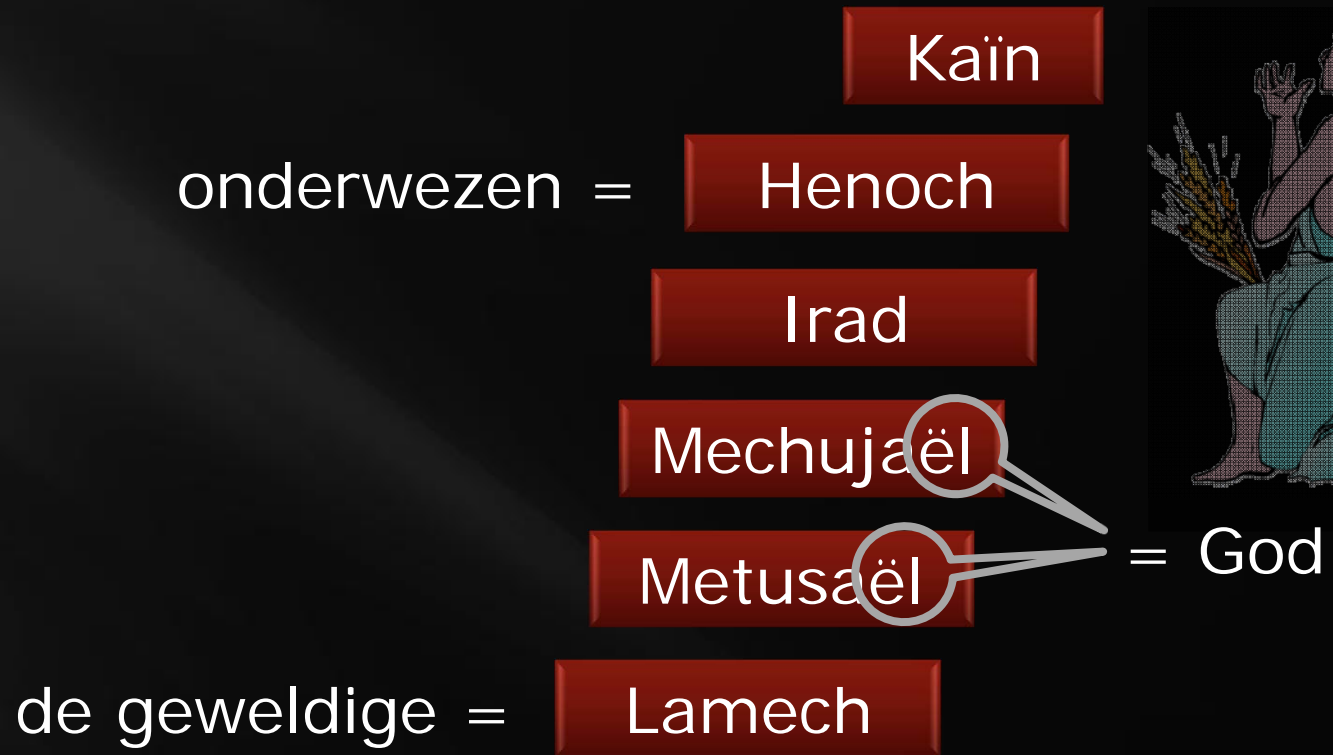 Kaïn
onderwezen = Henoch
Irad
Mechujaël
Metusaël
= God
de geweldige = Lamech